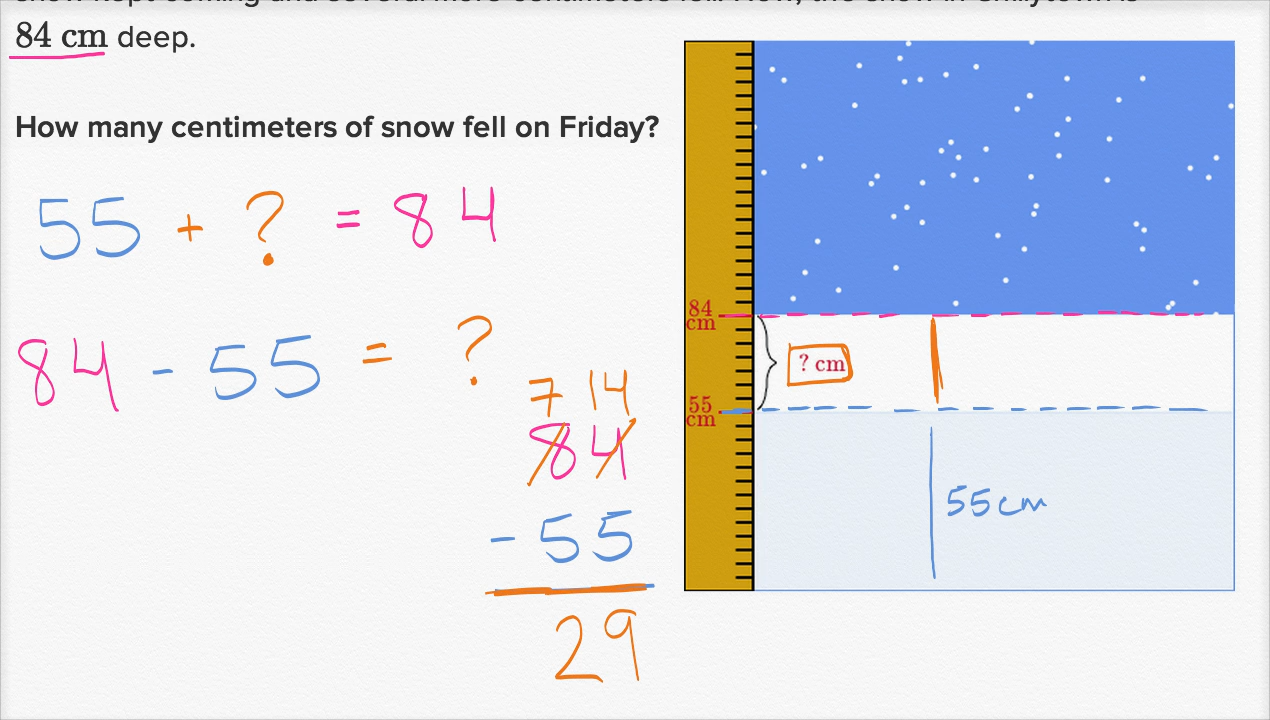 84 cm deep.
How many centimeters of snow fell on Friday?
55 + ? = 84
84 - 55 = ?
7 14
84
- 55
29
84
cm
? cm
55
cm
55 cm